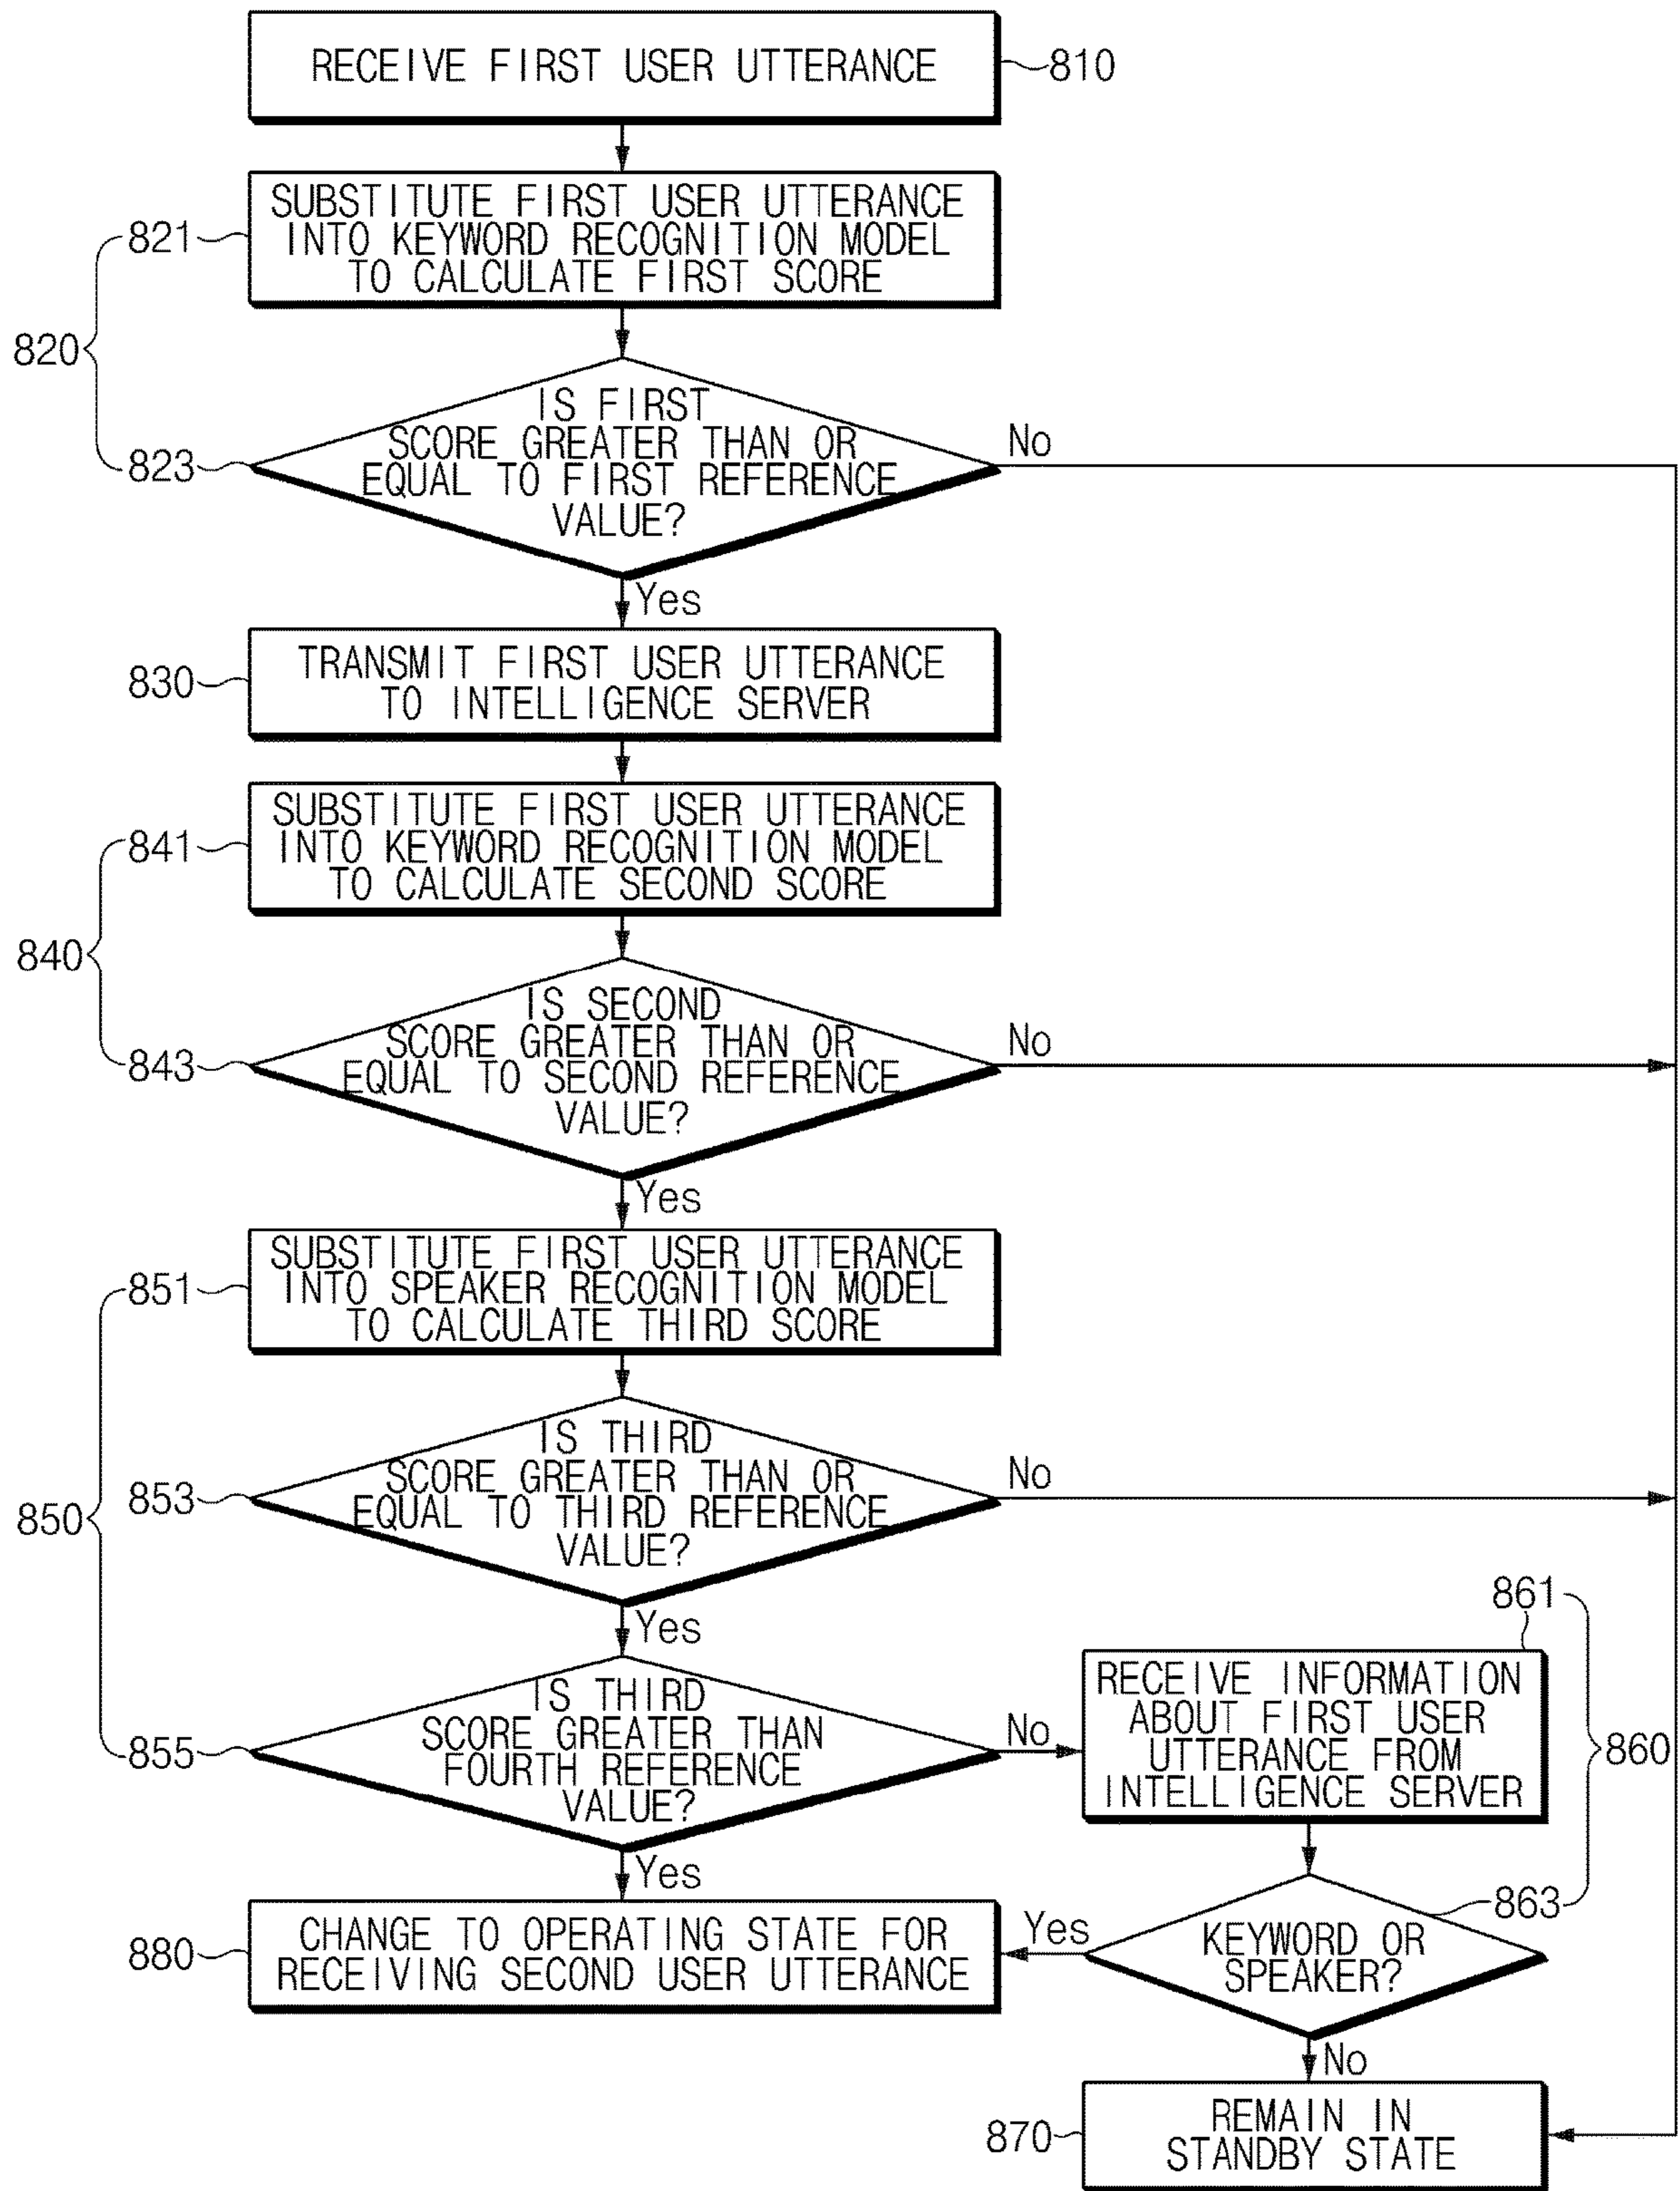 RECEIVE FIRST USER UTTERANCE
810
SUBSTITUTE FIRST USER UTTERANCE
INTO KEYWORD RECOGNITION MODEL
TO CALCULATE FIRST SCORE
821
820
IS FIRST
SCORE GREATER THAN OR
EQUAL TO FIRST REFERENCE
VALUE?
823
No
Yes
TRANSMIT FIRST USER UTTERANCE
TO INTELLIGENCE SERVER
830
SUBSTITUTE FIRST USER UTTERANCE
INTO KEYWORD RECOGNITION MODEL
TO CALCULATE SECOND SCORE
841
840
IS SECOND
SCORE GREATER THAN OR
EQUAL TO SECOND REFERENCE
VALUE?
843
No
Yes
SUBSTITUTE FIRST USER UTTERANCE
INTO SPEAKER RECOGNITION MODEL
TO CALCULATE THIRD SCORE
851
850
IS THIRD
SCORE GREATER THAN OR
EQUAL TO THIRD REFERENCE
VALUE?
853
No
Yes
IS THIRD
SCORE GREATER THAN
FOURTH REFERENCE
VALUE?
855
No
Yes
861
RECEIVE INFORMATION
ABOUT FIRST USER
UTTERANCE FROM
INTELLIGENCE SERVER
860
863
KEYWORD OR
SPEAKER?
Yes
No
CHANGE TO OPERATING STATE FOR
RECEIVING SECOND USER UTTERANCE
880
REMAIN IN
STANDBY STATE
870